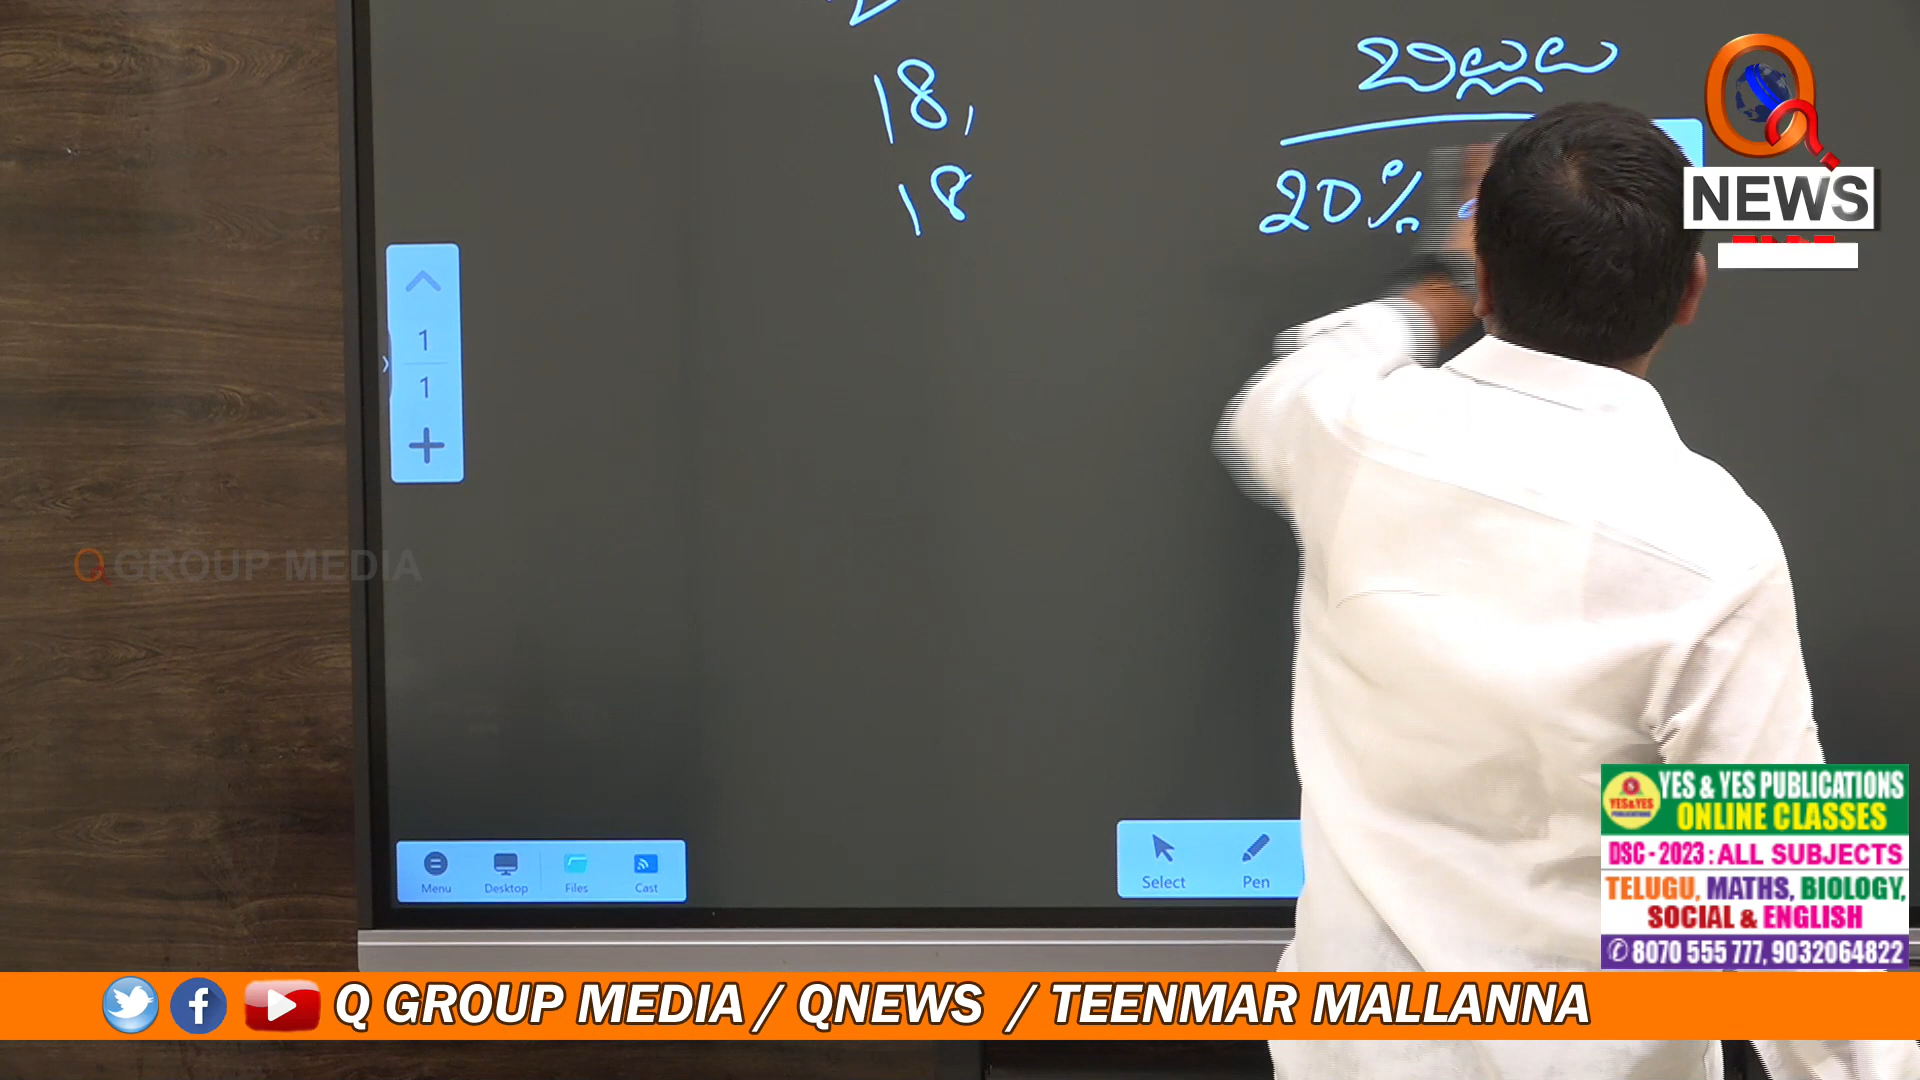 18,
18
బిల్లులు
20%
NEWS
1
1
Q GROUP MEDIA
Menu Desktop Files Cast
Select Pen
YES & YES PUBLICATIONS
ONLINE CLASSES
DSC - 2023 : ALL SUBJECTS
TELUGU, MATHS, BIOLOGY,
SOCIAL & ENGLISH
8070 555 777, 9032064822
Q GROUP MEDIA / QNEWS / TEENMAR MALLANNA